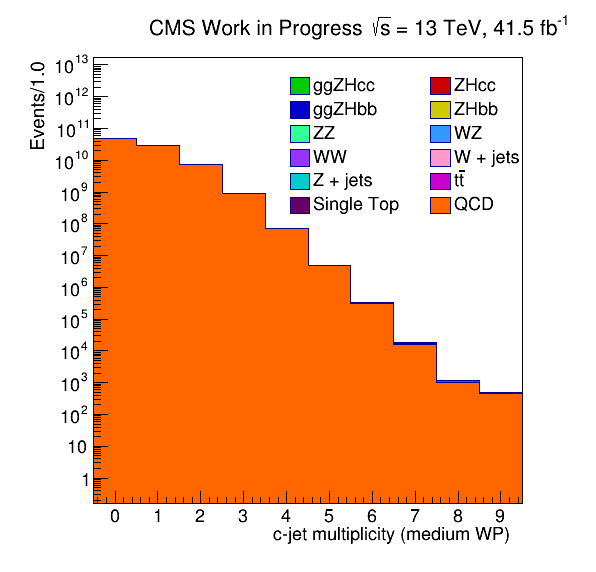 CMS Work in Progress √s = 13 TeV, 41.5 fb⁻¹
Events/1.0
10¹³
10¹²
10¹¹
10¹⁰
10⁹
10⁸
10⁷
10⁶
10⁵
10⁴
10³
10²
10
1
ggZHcc ZHcc
ggZHbb ZHbb
ZZ WZ
WW W + jets
Z + jets tt̄
Single Top QCD
0 1 2 3 4 5 6 7 8 9
c-jet multiplicity (medium WP)